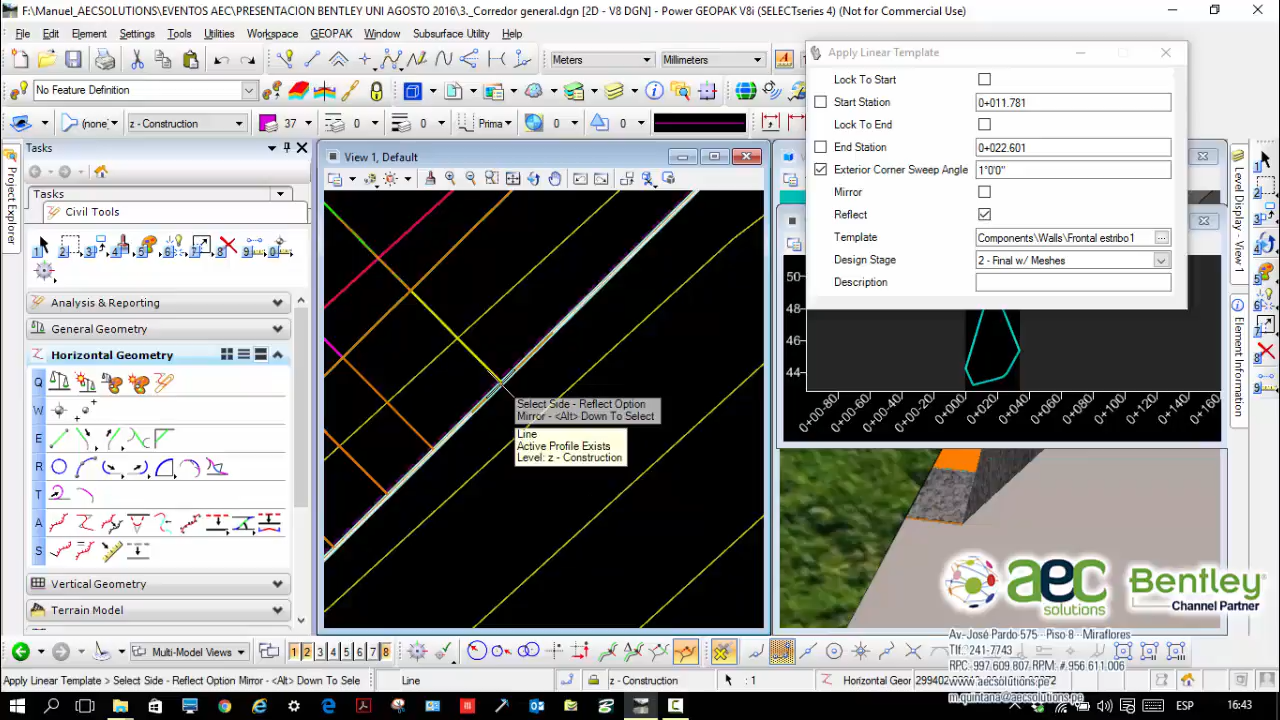 F:\Manuel_AECSOLUTIONS\EVENTOS AEC\PRESENTACION BENTLEY UNI AGOSTO 2016\3._Corredor general.dgn [2D - V8 DGN] - Power GEOPAK V8i (SELECTseries 4) (Not for Commercial Use)
File Edit Element Settings Tools Utilities Workspace GEOPAK Window Subsurface Utility Help
Meters
Millimeters
No Feature Definition
(none)
z - Construction
37
0
0
Prima
0
0
Tasks
Tasks
Civil Tools
Project Explorer
Analysis & Reporting
General Geometry
Horizontal Geometry
Q
W
E
R
T
A
S
Vertical Geometry
Terrain Model
View 1, Default
Select Side - Reflect Option
Mirror - <Alt> Down To Select
Line
Active Profile Exists
Level: z - Construction
Apply Linear Template
Lock To Start
Start Station 0+011.781
Lock To End
End Station 0+022.601
Exterior Corner Sweep Angle 1°0'0"
Mirror
Reflect
Template Components\Walls\Frontal estribo1
Design Stage 2 - Final w/ Meshes
Description
50
46
44
0+00-80
0+00-40
0+000
0+020
0+040
0+060
0+080
0+100
0+120
0+140
0+160
Level Display - View 1
Element Information
aec solutions
Bentley
Channel Partner
Av. José Pardo 575 - Piso 8 - Miraflores
Tlf.: 241-7743
RPC: 997 609 807 RPM: # 956 611 006
www.aecsolutions.pe
m.quintana@aecsolutions.pe
Multi-Model Views
1 2 3 4 5 6 7 8
Apply Linear Template > Select Side - Reflect Option Mirror - <Alt> Down To Sele
Line
z - Construction
: 1
Horizontal Geor
ESP
16:43